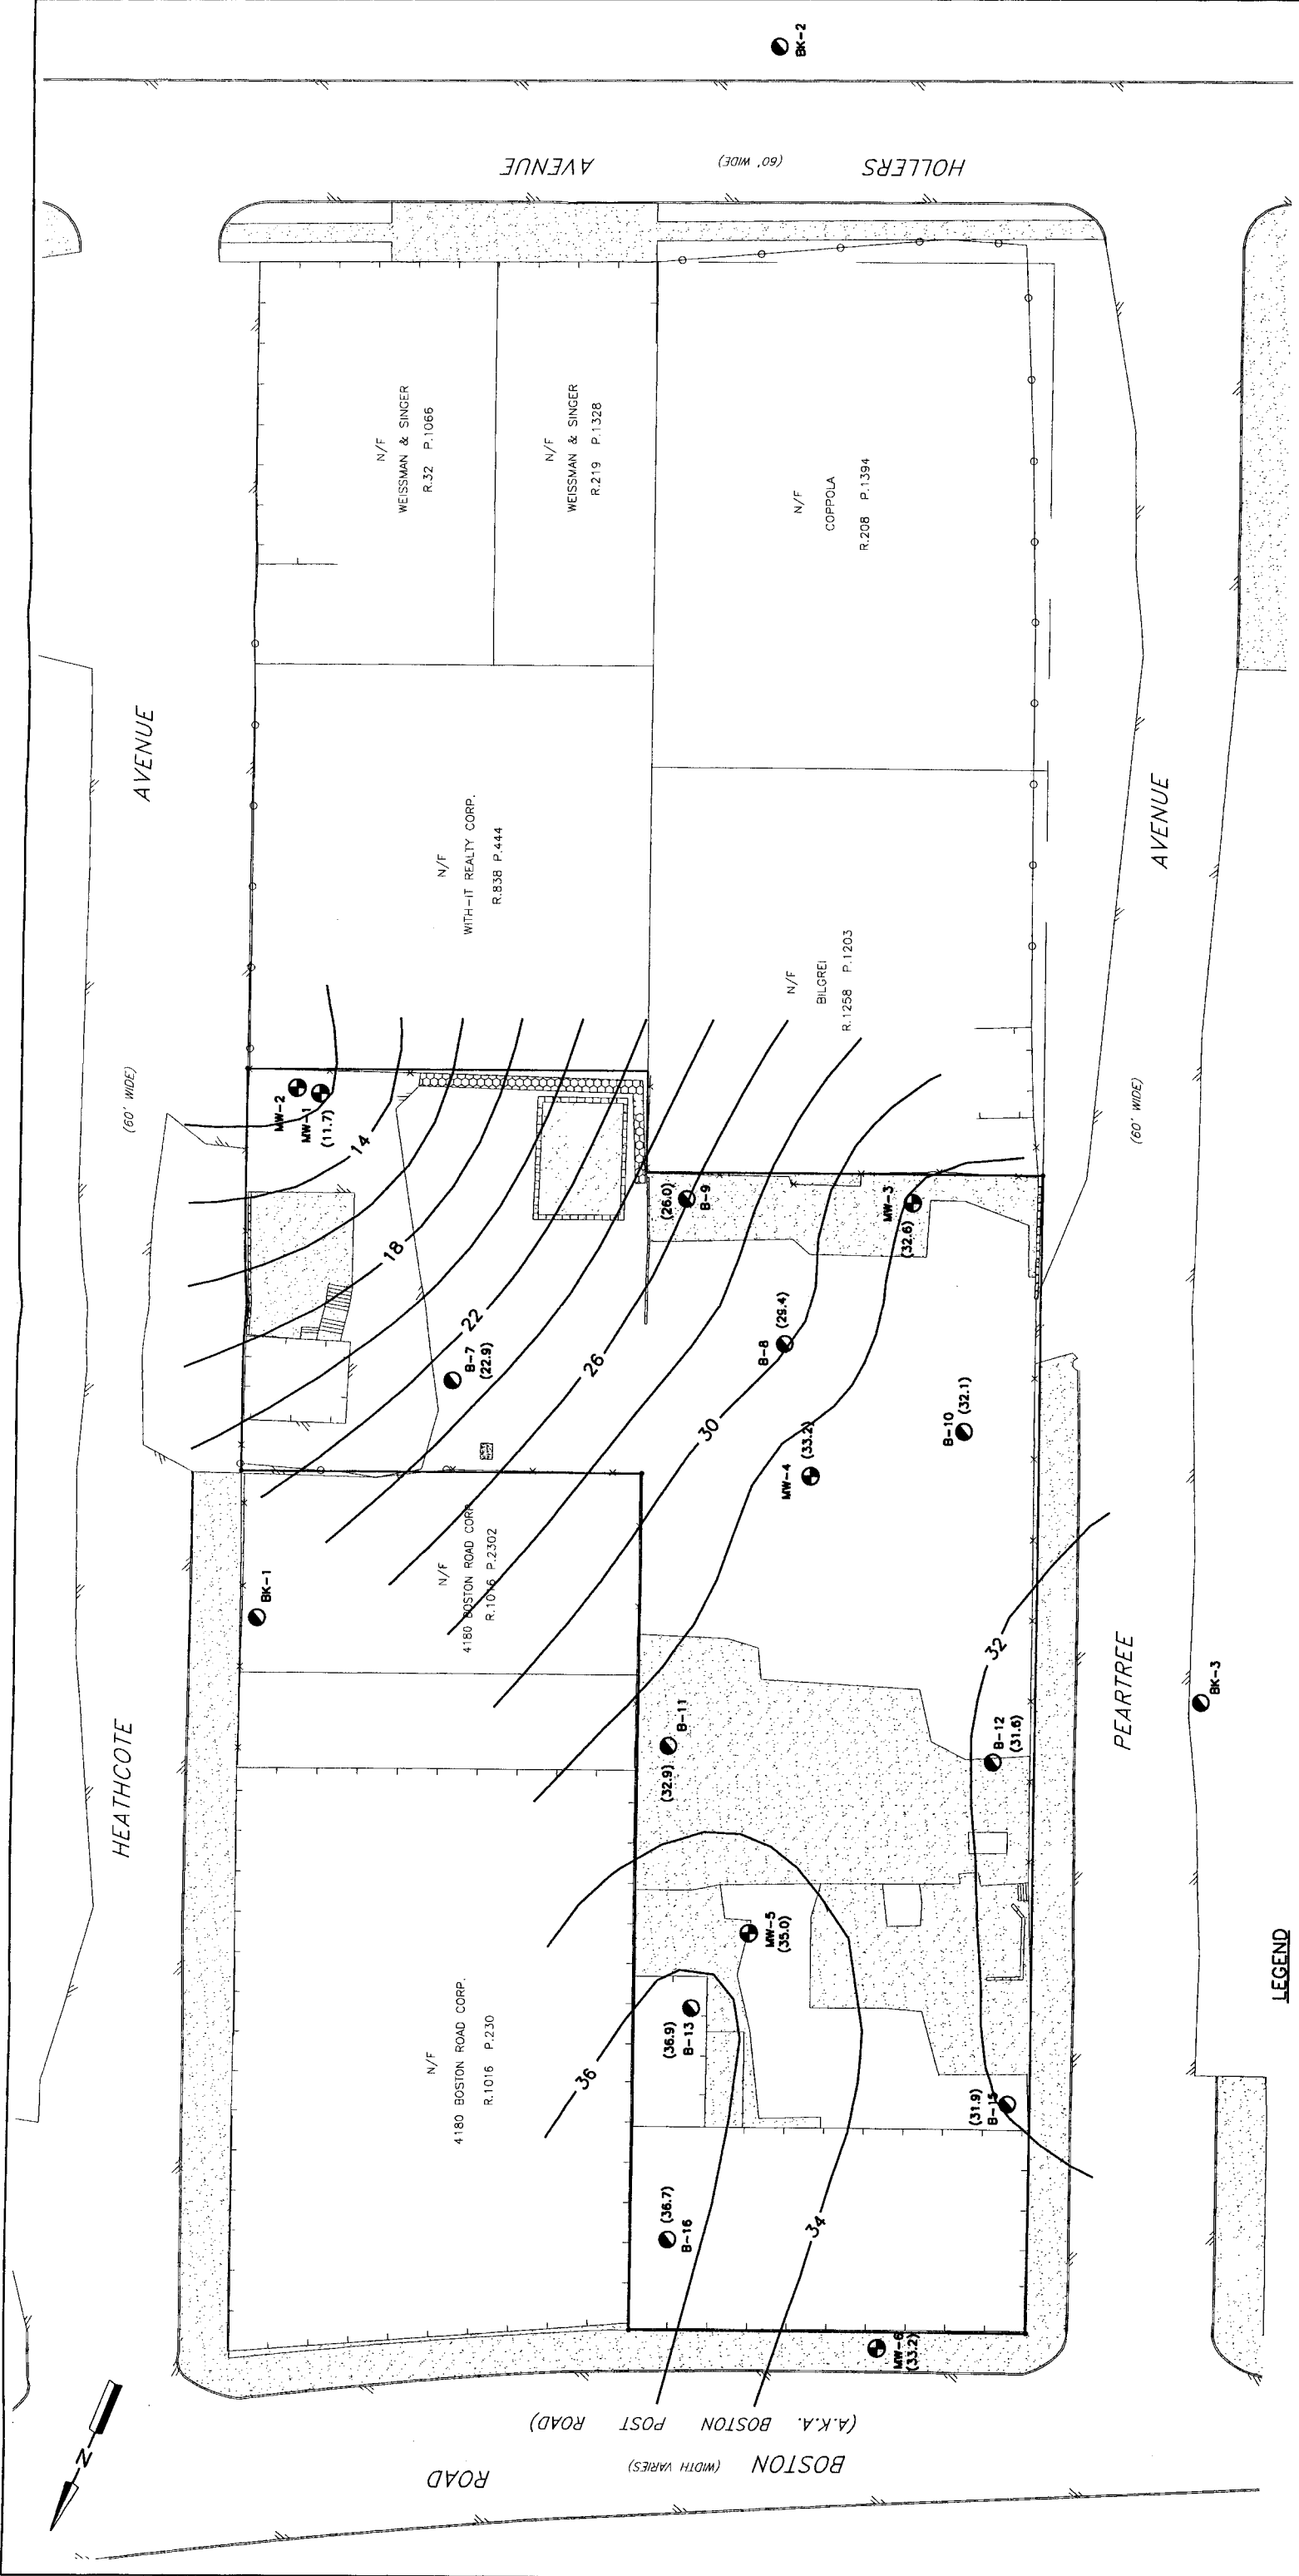 BK-2
HOLLERS
(60' WIDE)
AVENUE
N/F
WEISSMAN & SINGER
R.32 P.1066
N/F
WEISSMAN & SINGER
R.219 P.1328
N/F
COPPOLA
R.208 P.1394
AVENUE
(60' WIDE)
HEATHCOTE
N/F
WITH-IT REALTY CORP.
R.838 P.444
N/F
BILGREI
R.1258 P.1203
AVENUE
(60' WIDE)
PEARTREE
MW-2
MW-1
(11.7)
14
18
22
26
30
B-7
(22.9)
(26.0)
B-9
MW-3
(32.6)
B-8
(29.4)
MW-4
(33.2)
B-10
(32.1)
BK-1
N/F
4180 BOSTON ROAD CORP
R.1016 P.2302
32
B-11
(32.9)
B-12
(31.6)
BK-3
MW-5
(35.0)
N/F
4180 BOSTON ROAD CORP.
R.1016 P.230
36
(36.9)
B-13
(31.9)
B-15
(36.7)
B-16
34
MW-6
(33.2)
N
BOSTON
(WIDTH VARIES)
ROAD
(A.K.A. BOSTON POST ROAD)
LEGEND